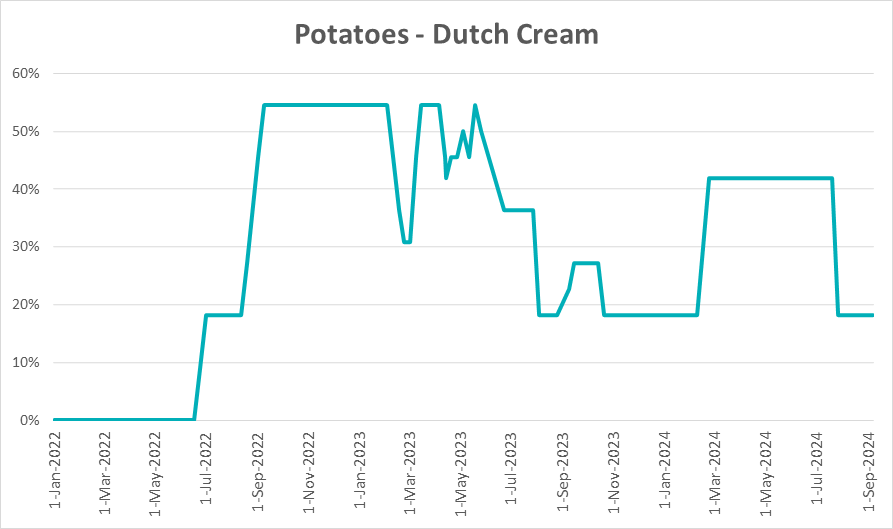 Potatoes - Dutch Cream
60%
50%
40%
30%
20%
10%
0%
1-Jan-2022
1-Mar-2022
1-May-2022
1-Jul-2022
1-Sep-2022
1-Nov-2022
1-Jan-2023
1-Mar-2023
1-May-2023
1-Jul-2023
1-Sep-2023
1-Nov-2023
1-Jan-2024
1-Mar-2024
1-May-2024
1-Jul-2024
1-Sep-2024